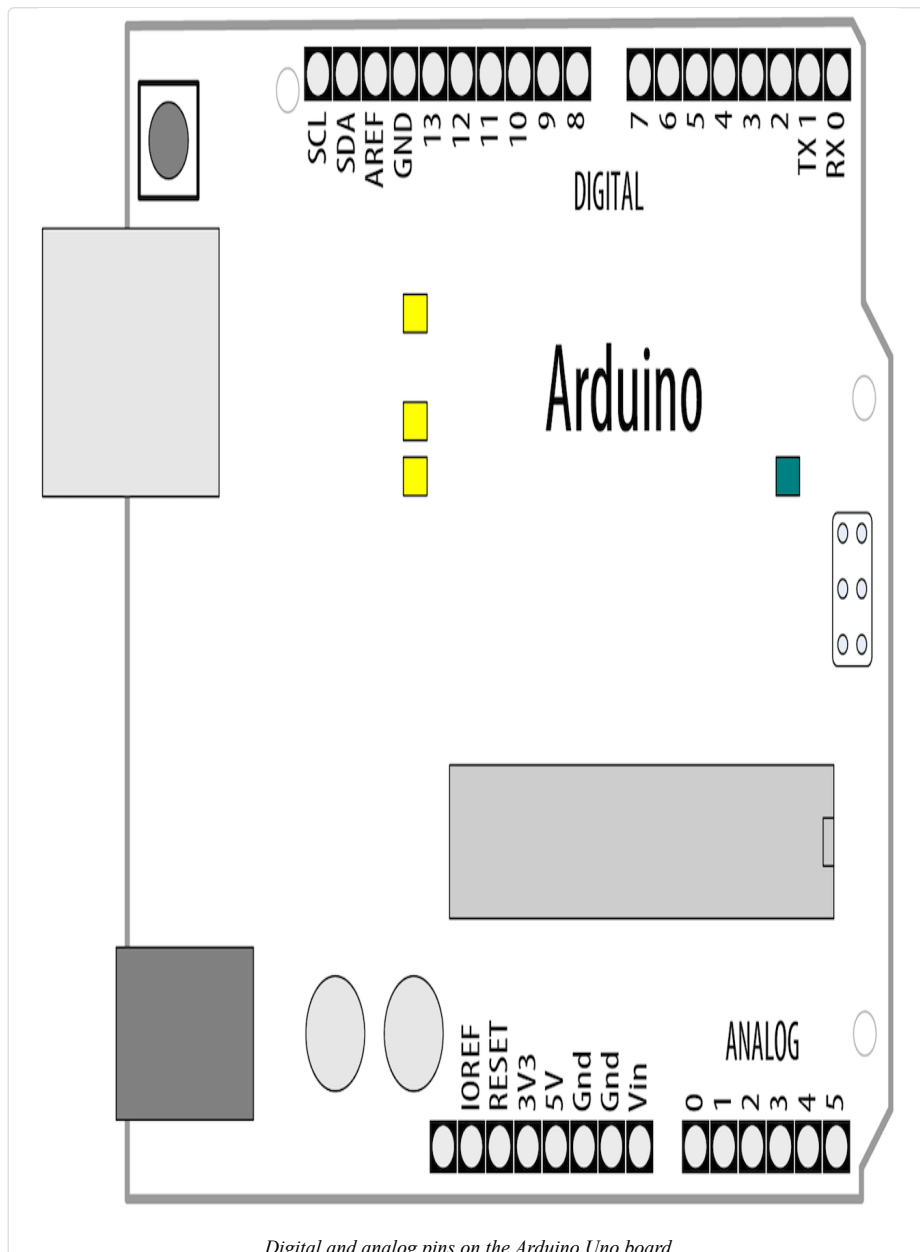 SCL
SDA
AREF
GND
13
12
11
10
9
8
7
6
5
4
3
2
TX 1
RX 0
DIGITAL
Arduino
IOREF
RESET
3V3
5V
Gnd
Gnd
Vin
ANALOG
0
1
2
3
4
5
Digital and analog pins on the Arduino Uno board